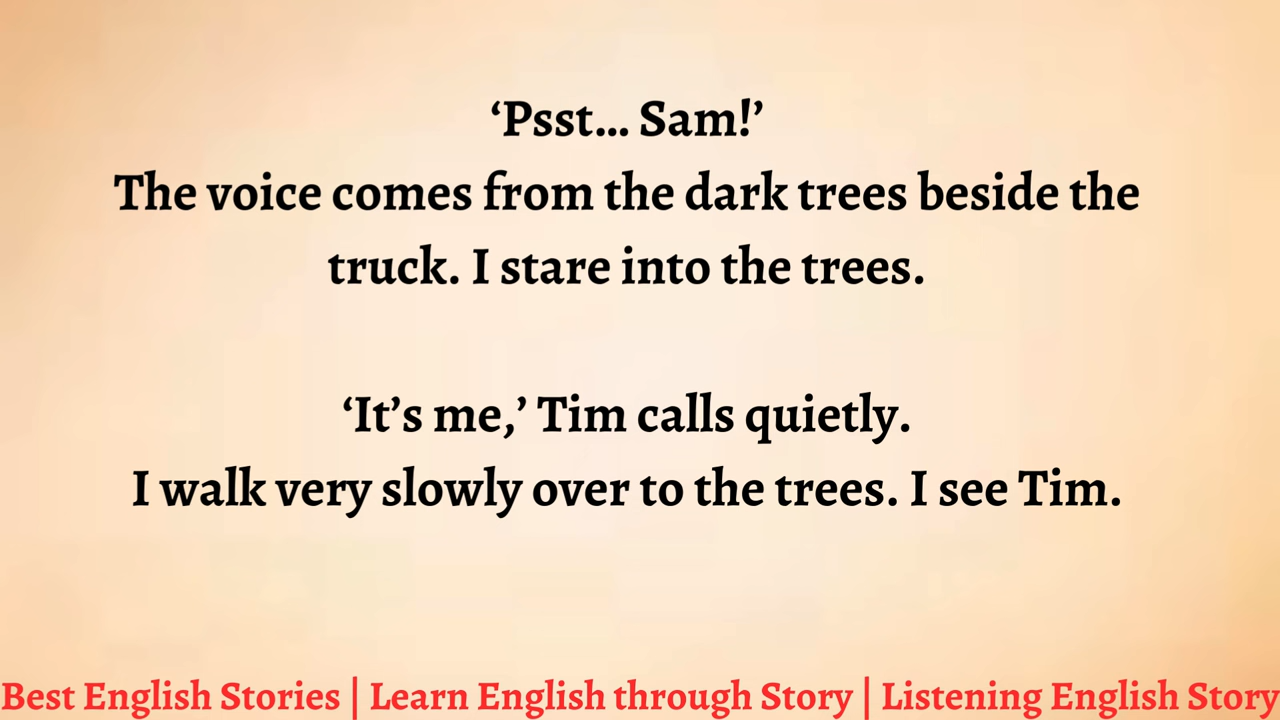 ‘Psst... Sam!’
The voice comes from the dark trees beside the
truck. I stare into the trees.
‘It’s me,’ Tim calls quietly.
I walk very slowly over to the trees. I see Tim.
Best English Stories | Learn English through Story | Listening English Story